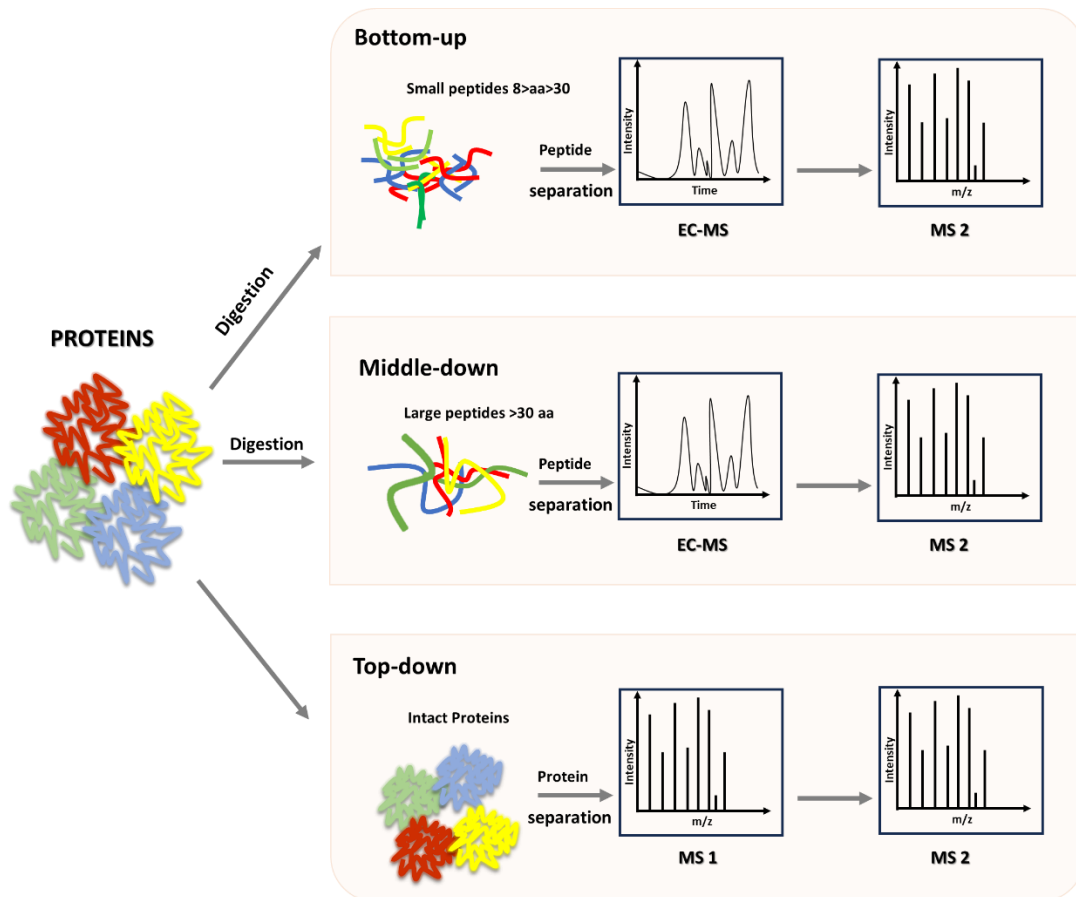 PROTEINS
Digestion
Digestion
Bottom-up
Small peptides 8>aa>30
Peptide
separation
Intensity
Time
EC-MS
Intensity
m/z
MS 2
Middle-down
Large peptides >30 aa
Peptide
separation
Intensity
Time
EC-MS
Intensity
m/z
MS 2
Top-down
Intact Proteins
Protein
separation
Intensity
m/z
MS 1
Intensity
m/z
MS 2